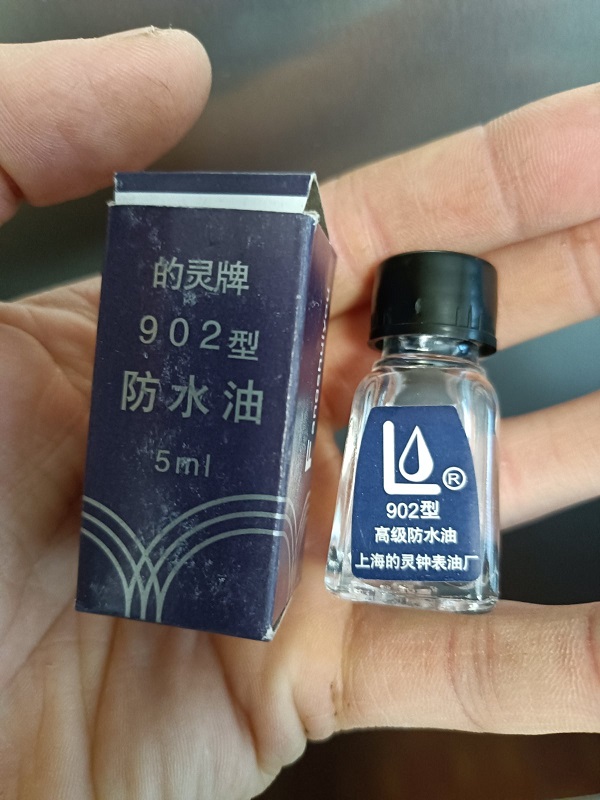 的灵牌
902型
防水油
5ml
®
902型
高级防水油
上海的灵钟表油厂